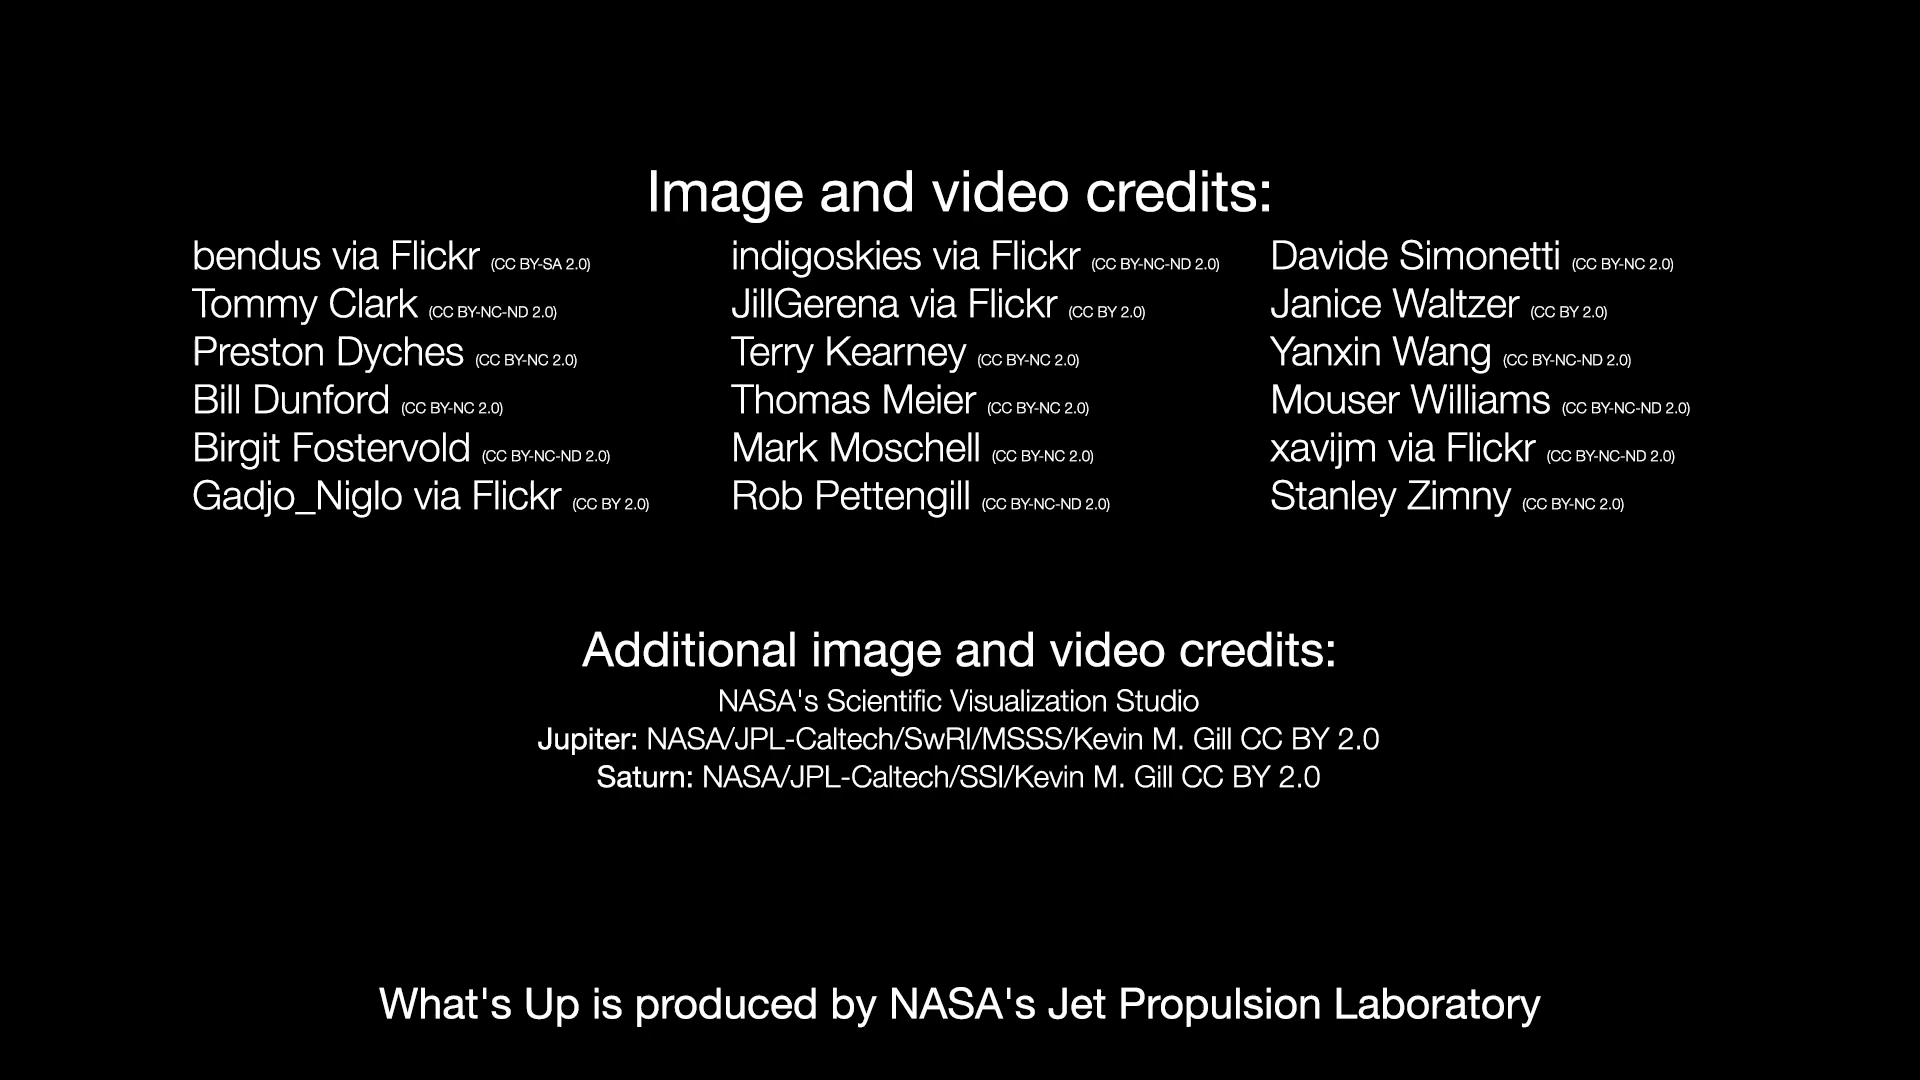 Image and video credits:
bendus via Flickr (CC BY-SA 2.0)
Tommy Clark (CC BY-NC-ND 2.0)
Preston Dyches (CC BY-NC 2.0)
Bill Dunford (CC BY-NC 2.0)
Birgit Fostervold (CC BY-NC-ND 2.0)
Gadjo_Niglo via Flickr (CC BY 2.0)
indigoskies via Flickr (CC BY-NC-ND 2.0)
JillGerena via Flickr (CC BY 2.0)
Terry Kearney (CC BY-NC 2.0)
Thomas Meier (CC BY-NC 2.0)
Mark Moschell (CC BY-NC 2.0)
Rob Pettengill (CC BY-NC-ND 2.0)
Davide Simonetti (CC BY-NC 2.0)
Janice Waltzer (CC BY 2.0)
Yanxin Wang (CC BY-NC-ND 2.0)
Mouser Williams (CC BY-NC-ND 2.0)
xavijm via Flickr (CC BY-NC-ND 2.0)
Stanley Zimny (CC BY-NC 2.0)
Additional image and video credits:
NASA's Scientific Visualization Studio
Jupiter: NASA/JPL-Caltech/SwRI/MSSS/Kevin M. Gill CC BY 2.0
Saturn: NASA/JPL-Caltech/SSI/Kevin M. Gill CC BY 2.0
What's Up is produced by NASA's Jet Propulsion Laboratory